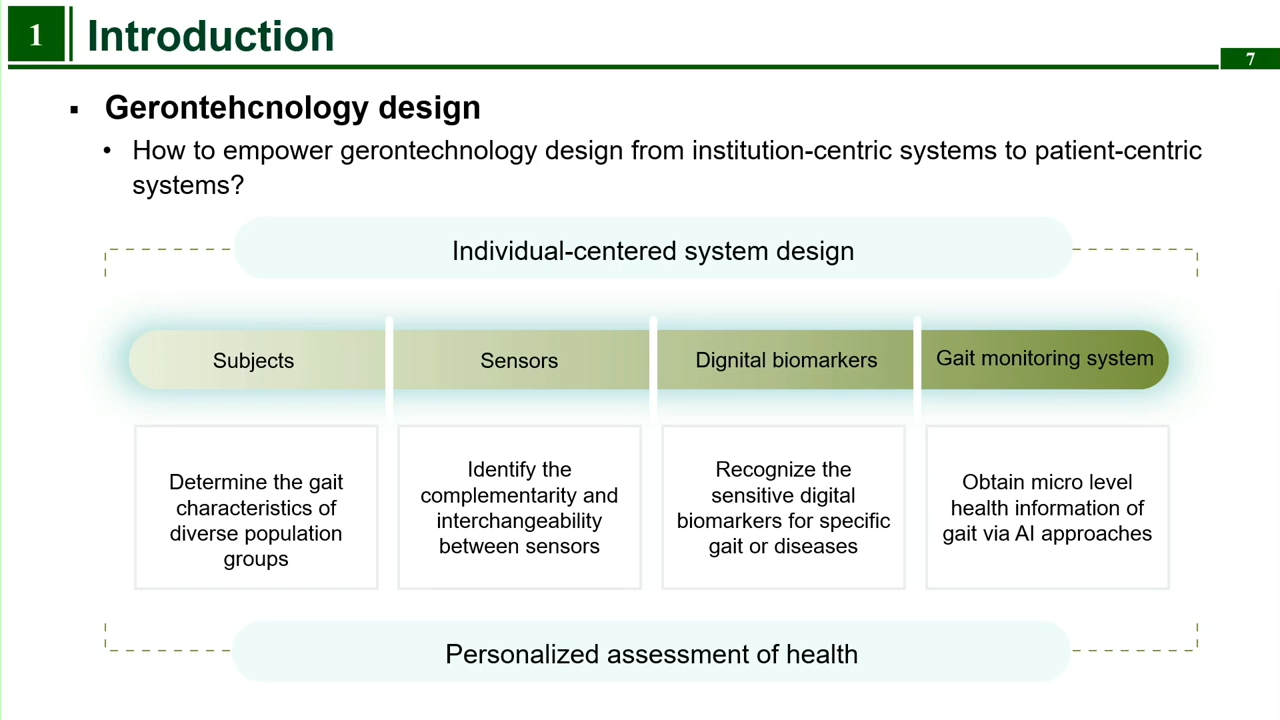 1
Introduction
7
▪ Gerontehcnology design
• How to empower gerontechnology design from institution-centric systems to patient-centric
systems?
Individual-centered system design
Subjects
Sensors
Dignital biomarkers
Gait monitoring system
Determine the gait
characteristics of
diverse population
groups
Identify the
complementarity and
interchangeability
between sensors
Recognize the
sensitive digital
biomarkers for specific
gait or diseases
Obtain micro level
health information of
gait via AI approaches
Personalized assessment of health